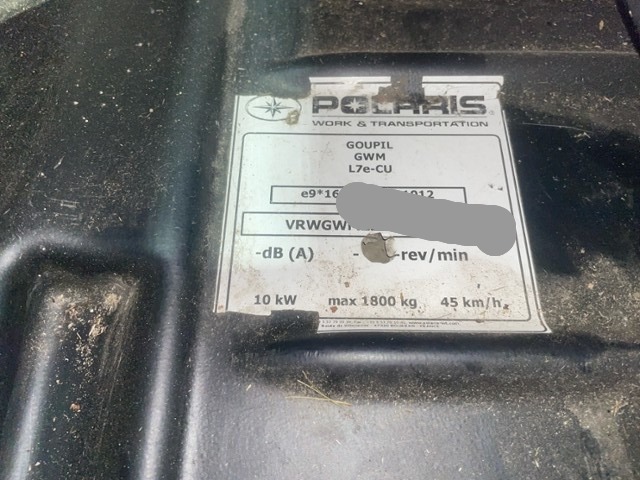 POLARIS
WORK & TRANSPORTATION
GOUPIL
GWM
L7e-CU
e9*16 1012
VRWGW
-dB (A) - -rev/min
10 kW max 1800 kg 45 km/h